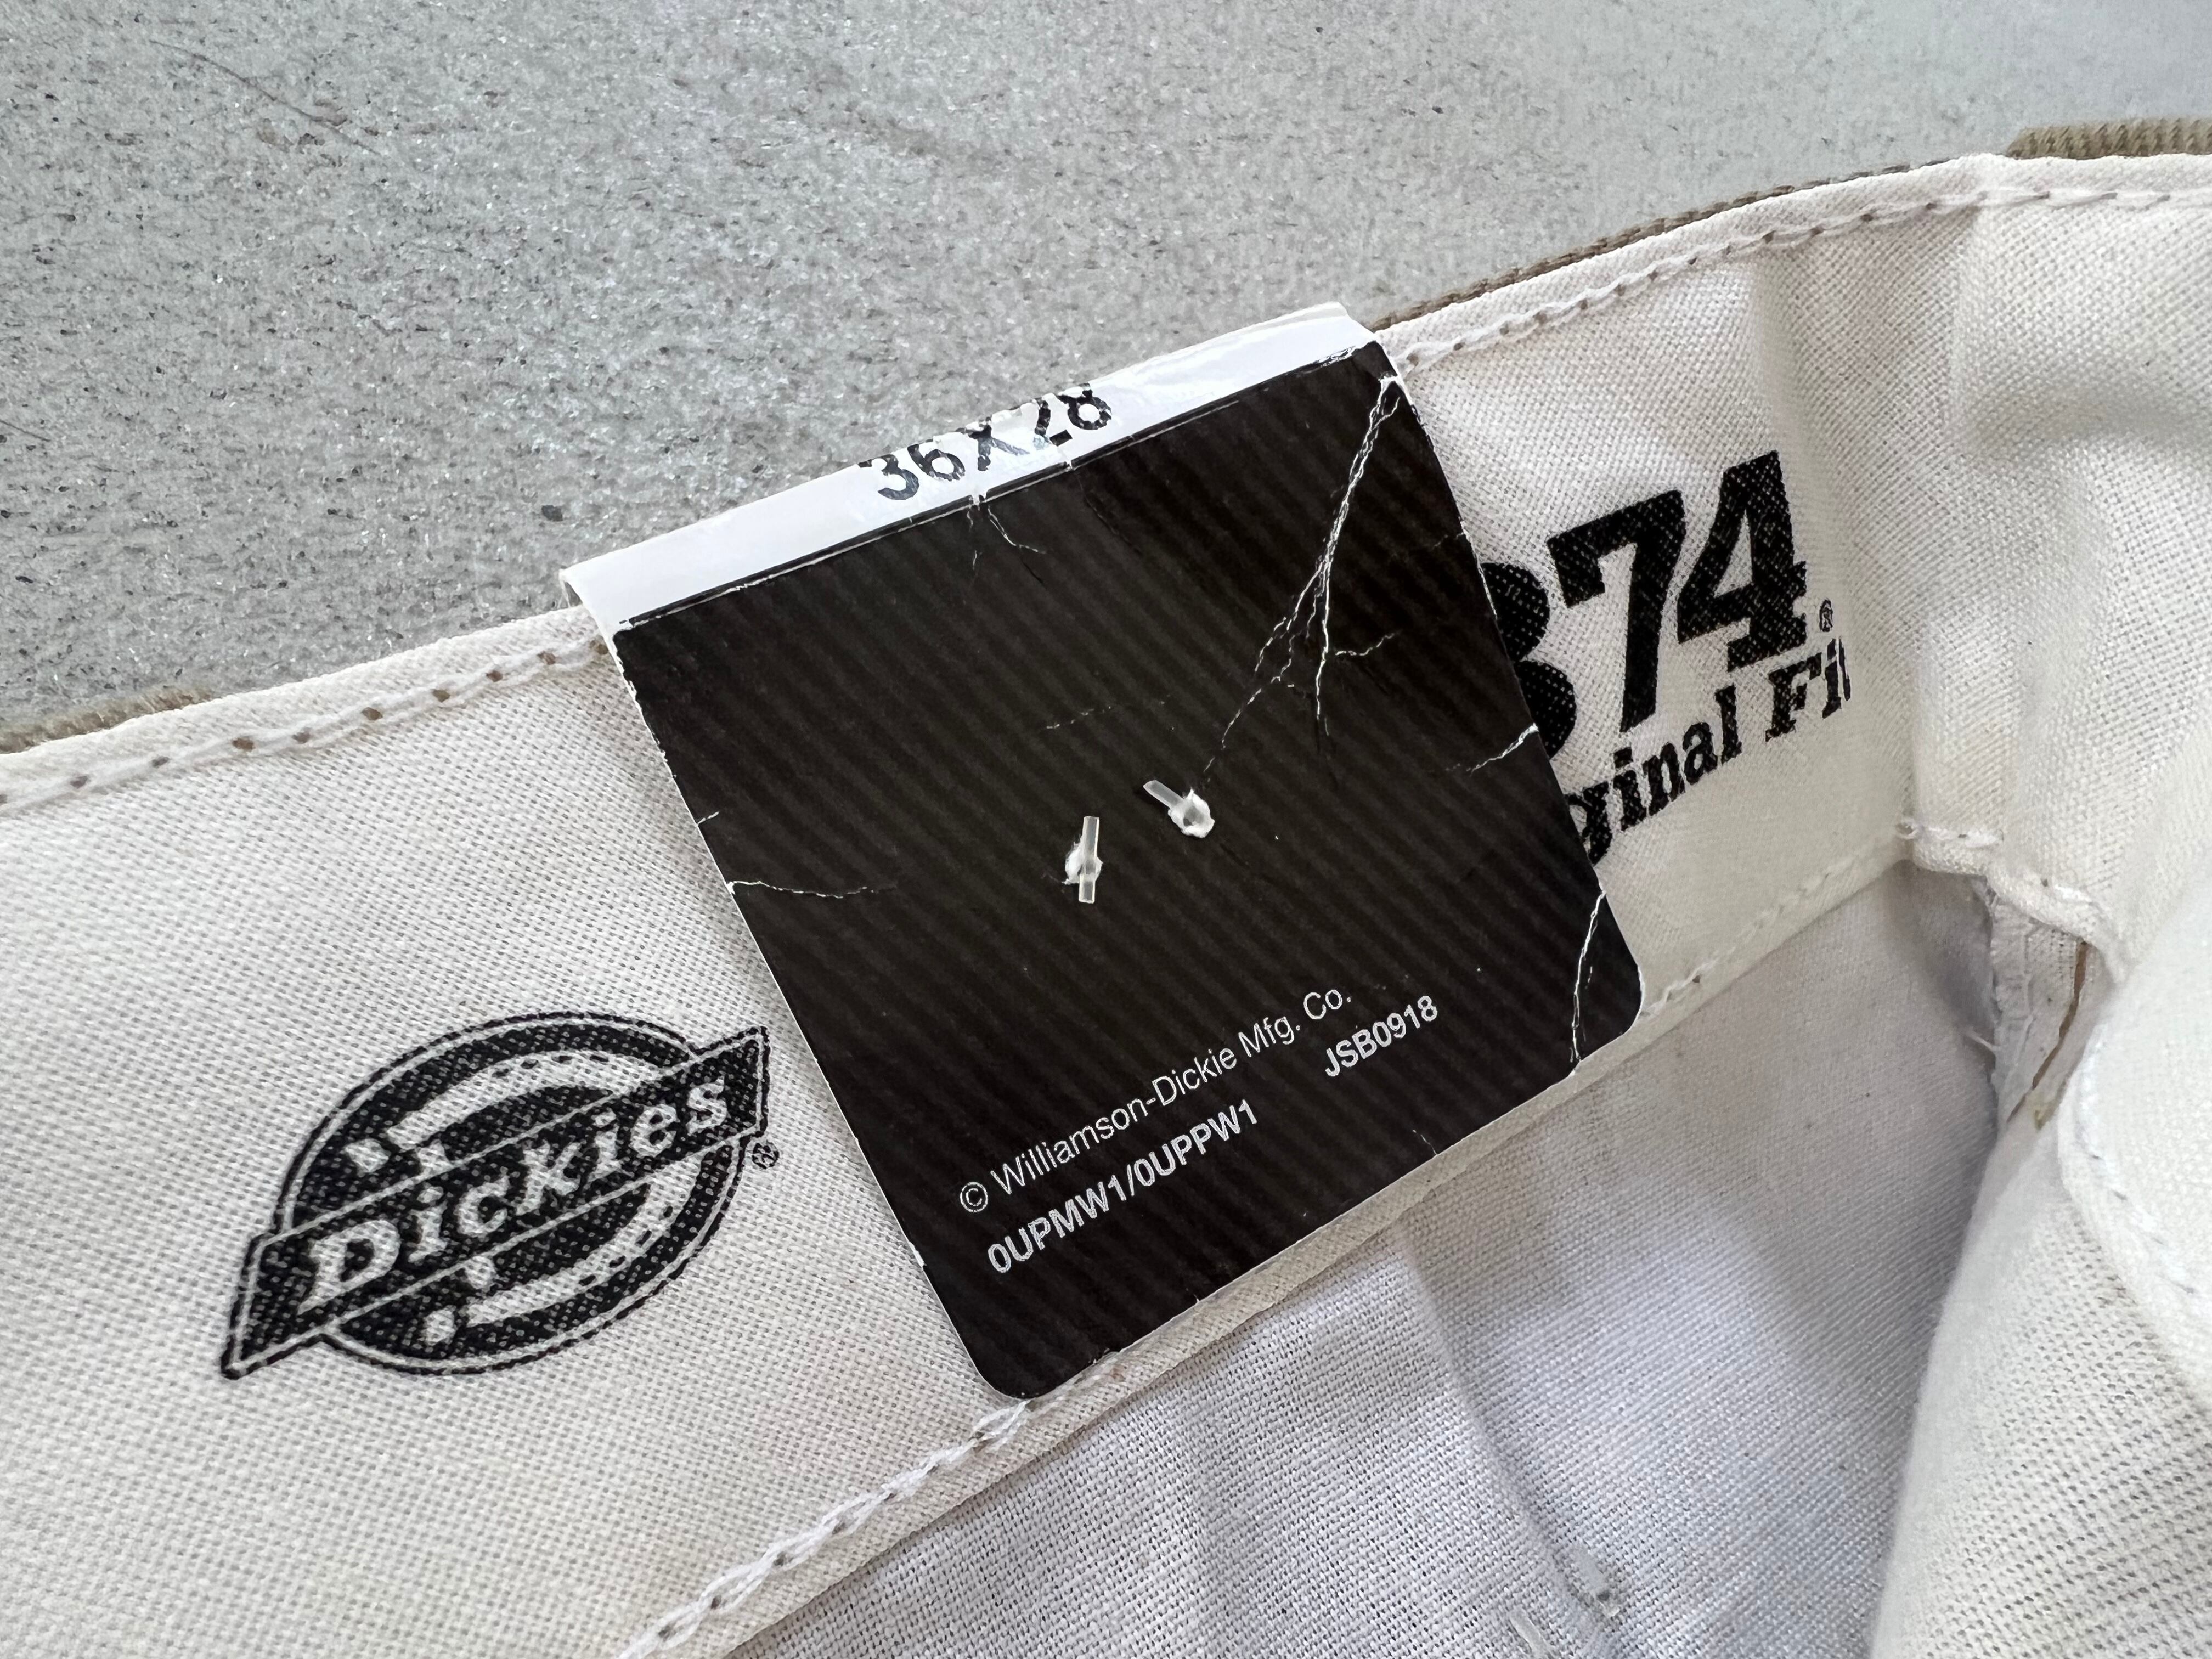 36X28
874®
Original Fit
© Williamson-Dickie Mfg. Co.
0UPMW1/0UPPW1 JSB0918
Dickies®